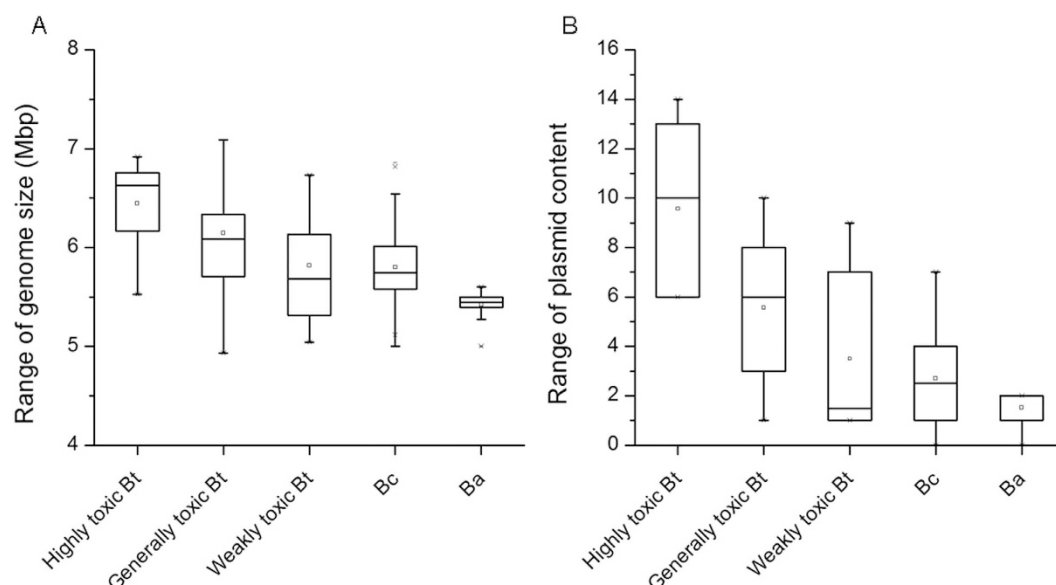 A
Range of genome size (Mbp)
8
7
6
5
4
Highly toxic Bt
Generally toxic Bt
Weakly toxic Bt
Bc
Ba
B
Range of plasmid content
16
14
12
10
8
6
4
2
0
Highly toxic Bt
Generally toxic Bt
Weakly toxic Bt
Bc
Ba